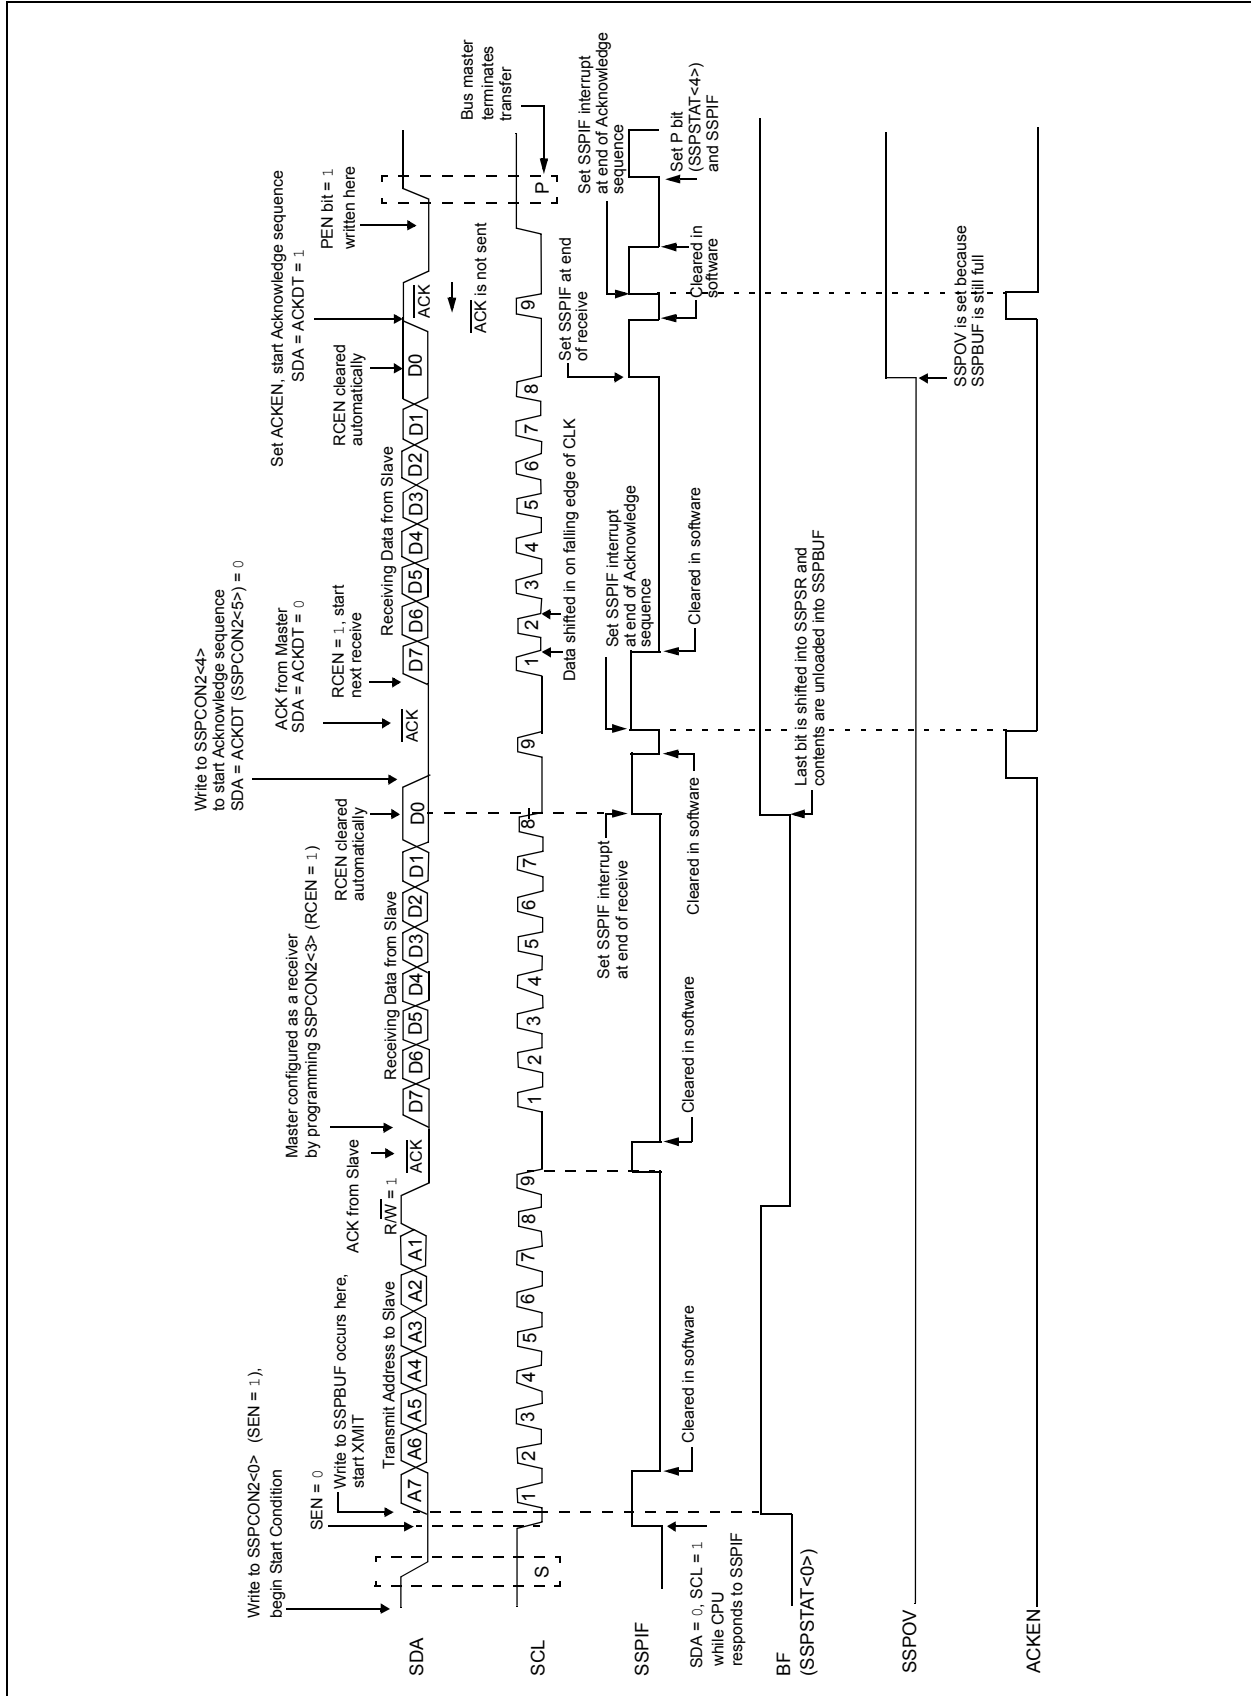 Write to SSPCON2<0> (SEN = 1),
begin Start Condition
SEN = 0
Write to SSPBUF occurs here,
start XMIT
Transmit Address to Slave
ACK from Slave
R/W = 1
Master configured as a receiver
by programming SSPCON2<3> (RCEN = 1)
Receiving Data from Slave
RCEN cleared
automatically
Write to SSPCON2<4>
to start Acknowledge sequence
SDA = ACKDT (SSPCON2<5>) = 0
ACK from Master
SDA = ACKDT = 0
RCEN = 1, start
next receive
Receiving Data from Slave
RCEN cleared
automatically
Set ACKEN, start Acknowledge sequence
SDA = ACKDT = 1
PEN bit = 1
written here
SDA
A7 A6 A5 A4 A3 A2 A1
ACK
D7 D6 D5 D4 D3 D2 D1 D0
ACK
D7 D6 D5 D4 D3 D2 D1 D0
ACK
ACK is not sent
Bus master
terminates
transfer
SCL
S
1 2 3 4 5 6 7 8 9
1 2 3 4 5 6 7 8
9
1 2 3 4 5 6 7 8
9
P
Data shifted in on falling edge of CLK
Set SSPIF interrupt
at end of receive
Set SSPIF interrupt
at end of Acknowledge
sequence
Set SSPIF at end
of receive
Set SSPIF interrupt
at end of Acknowledge
sequence
SSPIF
SDA = 0, SCL = 1
while CPU
responds to SSPIF
Cleared in software
Cleared in software
Cleared in software
Cleared in software
Cleared in
software
Set P bit
(SSPSTAT<4>)
and SSPIF
BF
(SSPSTAT<0>)
Last bit is shifted into SSPSR and
contents are unloaded into SSPBUF
SSPOV
SSPOV is set because
SSPBUF is still full
ACKEN